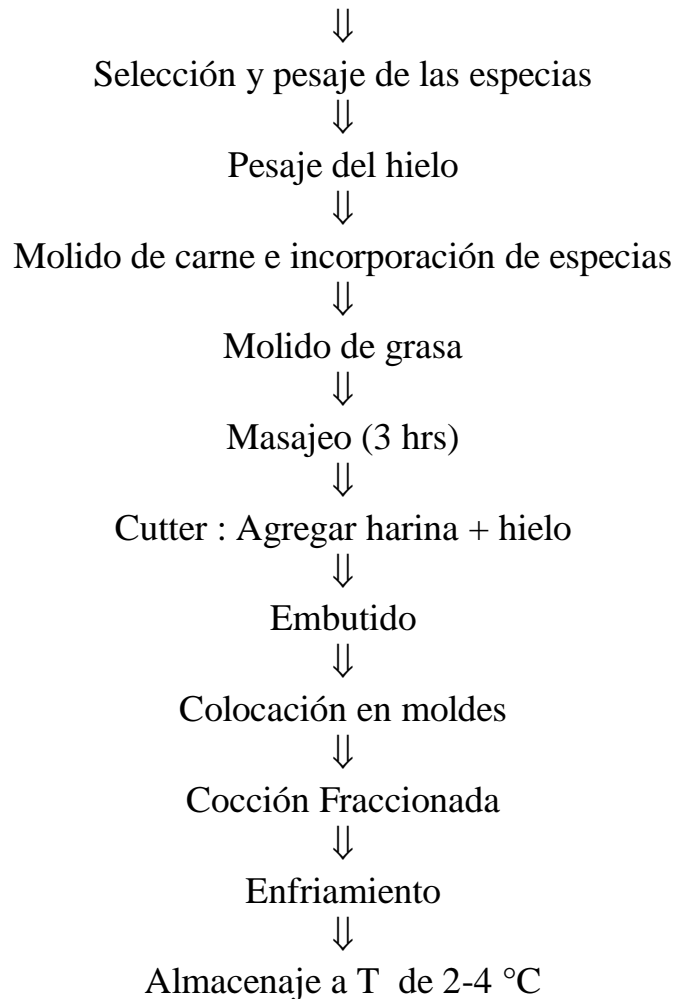 ⇓
Selección y pesaje de las especias
⇓
Pesaje del hielo
⇓
Molido de carne e incorporación de especias
⇓
Molido de grasa
⇓
Masajeo (3 hrs)
⇓
Cutter : Agregar harina + hielo
⇓
Embutido
⇓
Colocación en moldes
⇓
Cocción Fraccionada
⇓
Enfriamiento
⇓
Almacenaje a T de 2-4 °C